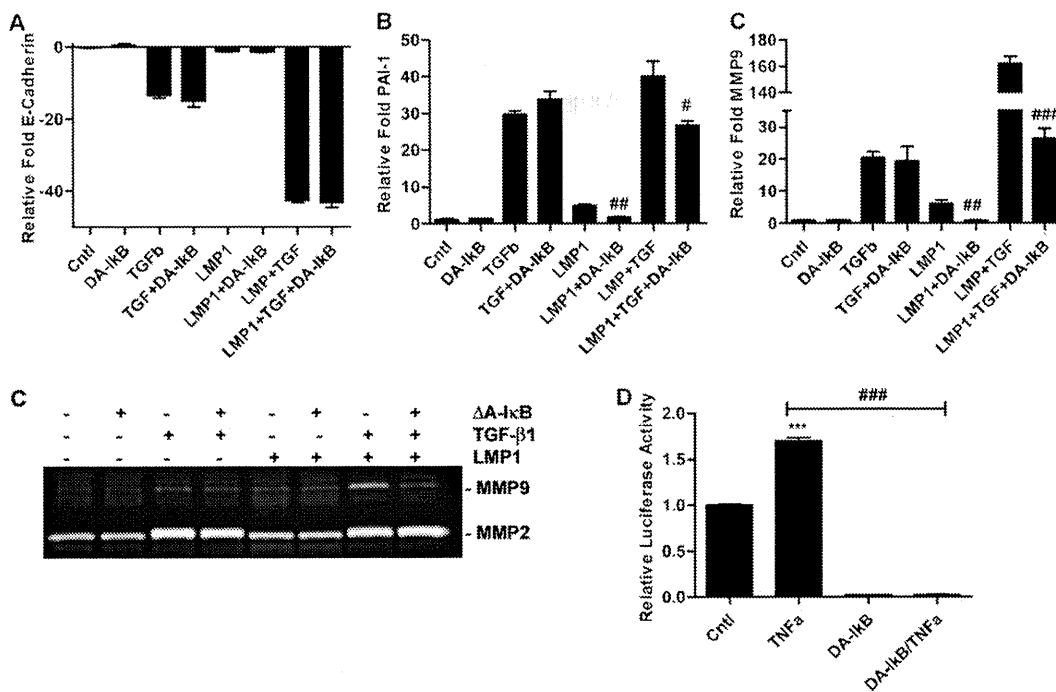 A
Relative Fold E-Cadherin
0
-20
-40
Cntl
DA-IkB
TGFb
TGF+DA-IkB
LMP1
LMP1+DA-IkB
LMP+TGF
LMP1+TGF+DA-IkB
B
Relative Fold PAI-1
50
40
30
20
10
0
##
#
Cntl
DA-IkB
TGFb
TGF+DA-IkB
LMP1
LMP1+DA-IkB
LMP+TGF
LMP1+TGF+DA-IkB
C
Relative Fold MMP9
180
160
140
30
20
10
0
##
###
Cntl
DA-IkB
TGFb
TGF+DA-IkB
LMP1
LMP1+DA-IkB
LMP+TGF
LMP1+TGF+DA-IkB
C
- + - + - + - + ΔA-IκB
- - + + - - + + TGF-β1
- - - - + + + + LMP1
- MMP9
- MMP2
D
Relative Luciferase Activity
2.0
1.5
1.0
0.5
0.0
***
###
Cntl
TNFa
DA-IkB
DA-IkB/TNFa